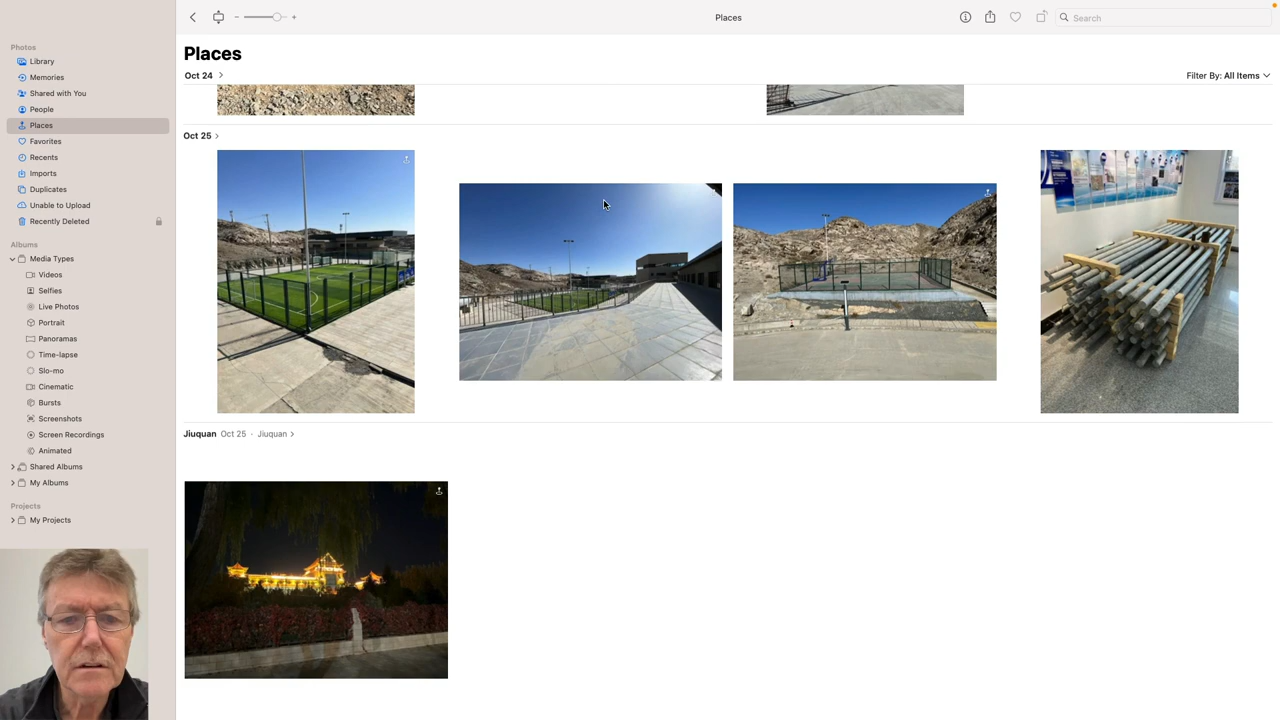 Places
Search
Photos
Library
Memories
Shared with You
People
Places
Favorites
Recents
Imports
Duplicates
Unable to Upload
Recently Deleted
Albums
Media Types
Videos
Selfies
Live Photos
Portrait
Panoramas
Time-lapse
Slo-mo
Cinematic
Bursts
Screenshots
Screen Recordings
Animated
Shared Albums
My Albums
Projects
My Projects
Places
Oct 24 >
Filter By: All Items
Oct 25 >
Jiuquan Oct 25 · Jiuquan >